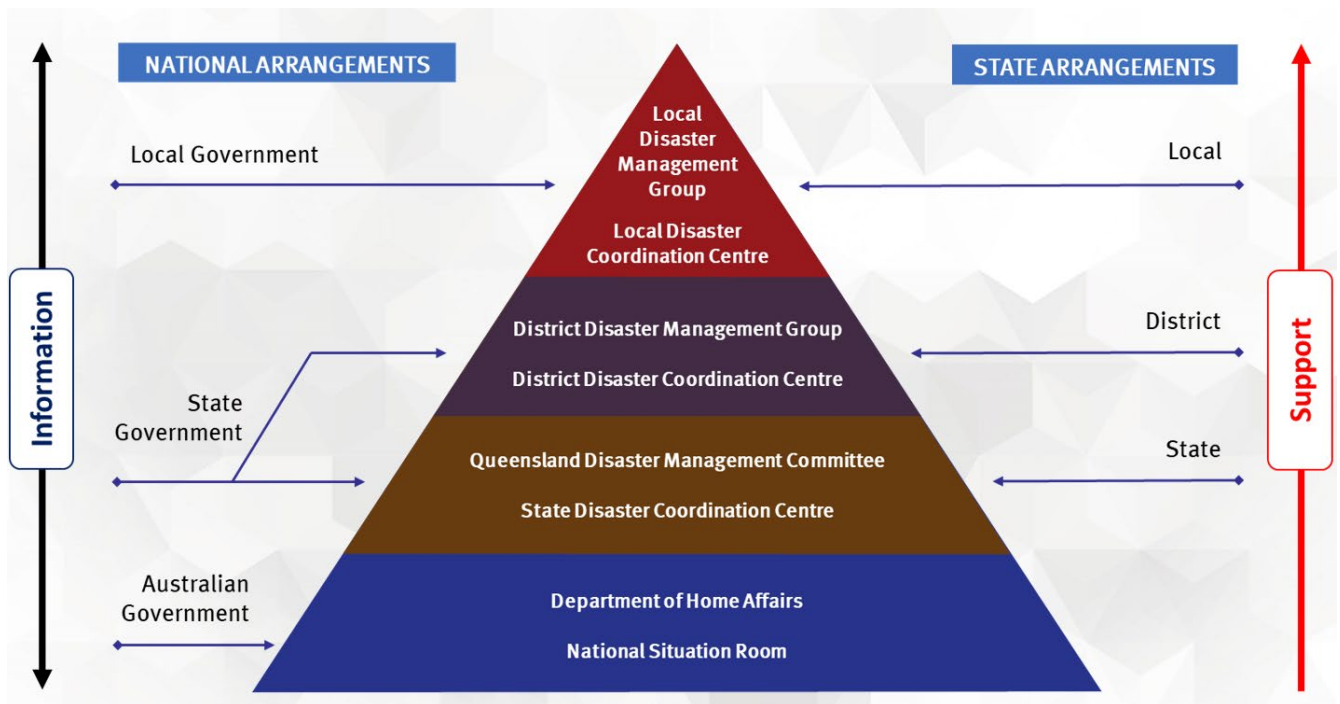 NATIONAL ARRANGEMENTS
STATE ARRANGEMENTS
Local Government
Local
Disaster
Management
Group
Local Disaster
Coordination Centre
Local
Information
Support
State
Government
District Disaster Management Group
District Disaster Coordination Centre
District
Queensland Disaster Management Committee
State Disaster Coordination Centre
State
Australian
Government
Department of Home Affairs
National Situation Room